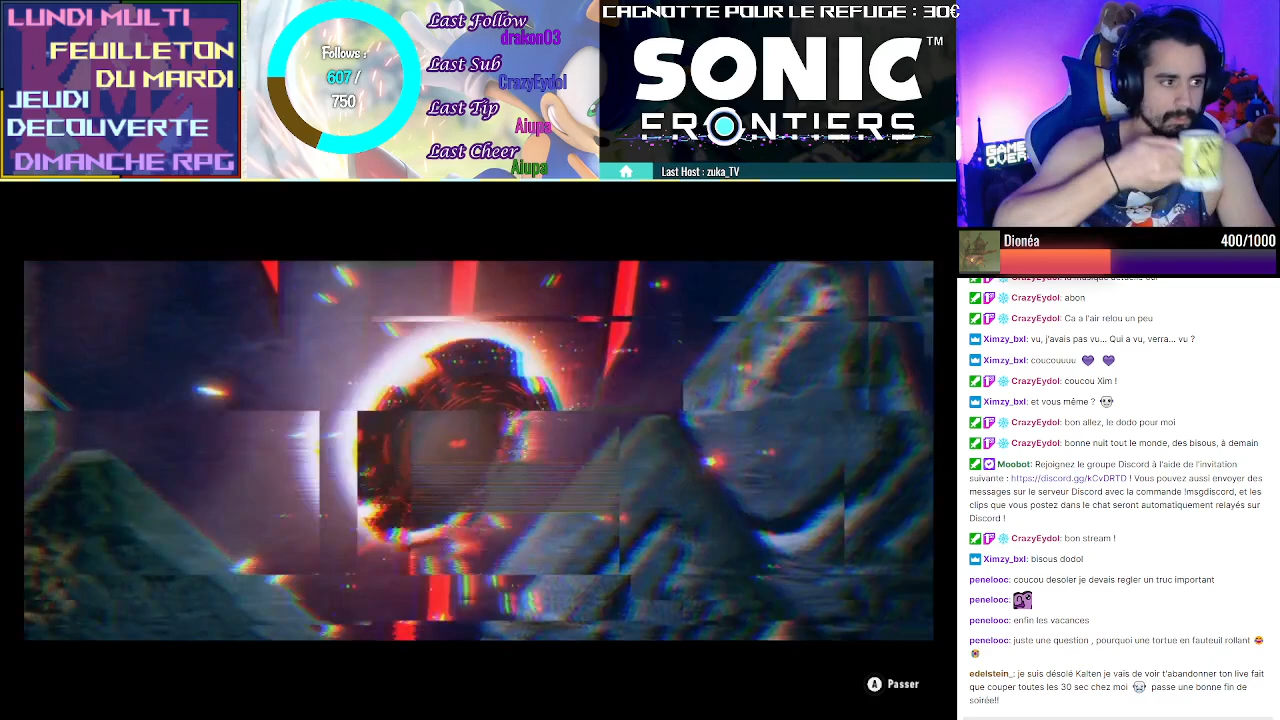 LUNDI MULTI
FEUILLETON
DU MARDI
JEUDI
DECOUVERTE
DIMANCHE RPG
Follows :
607 /
750
Last Follow
drakon03
Last Sub
CrazyEydol
Last Tip
Aiupa
Last Cheer
Aiupa
CAGNOTTE POUR LE REFUGE : 30€
SONIC™
FRONTIERS
Last Host : zuka_TV
GAME
OVER
Dionéa 400/1000
CrazyEydol: abon
CrazyEydol: Ca a l'air relou un peu
Ximzy_bxl: vu, j'avais pas vu... Qui a vu, verra... vu ?
Ximzy_bxl: coucouuuu
CrazyEydol: coucou Xim !
Ximzy_bxl: et vous même ?
CrazyEydol: bon allez, le dodo pour moi
CrazyEydol: bonne nuit tout le monde, des bisous, à demain
Moobot: Rejoignez le groupe Discord à l'aide de l'invitation
suivante : https://discord.gg/kCvDRTD ! Vous pouvez aussi envoyer des
messages sur le serveur Discord avec la commande !msgdiscord, et les
clips que vous postez dans le chat seront automatiquement relayés sur
Discord !
CrazyEydol: bon stream !
Ximzy_bxl: bisous dodol
penelooc: coucou desoler je devais regler un truc important
penelooc:
penelooc: enfin les vacances
penelooc: juste une question , pourquoi une tortue en fauteuil rollant
edelstein_: je suis désolé Kalten je vais de voir t'abandonner ton live fait
que couper toutes les 30 sec chez moi passe une bonne fin de
soirée!!
A Passer